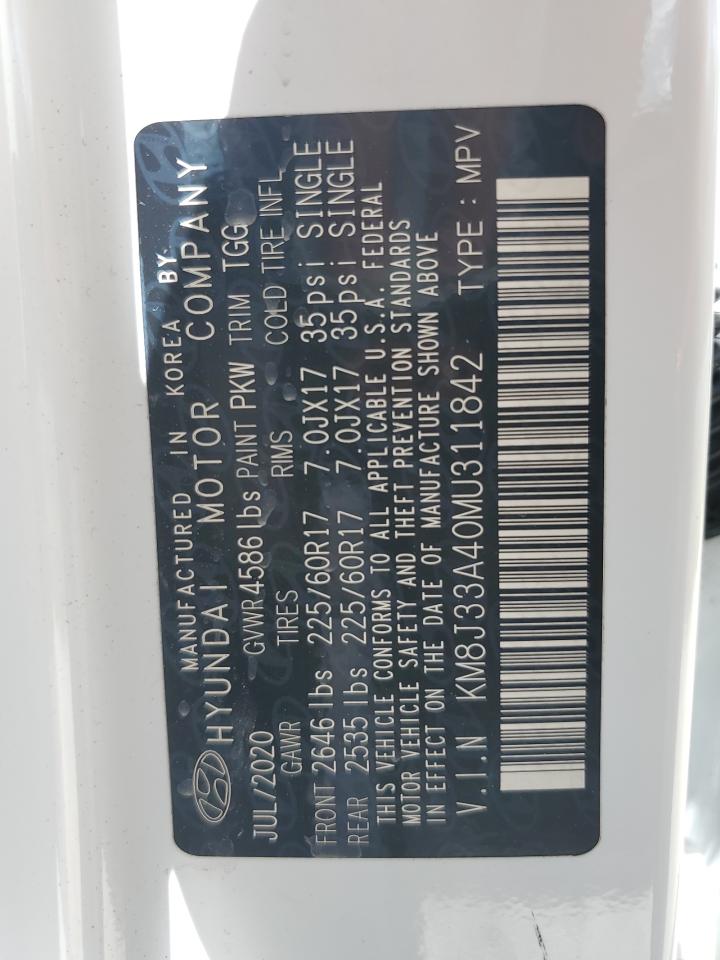 MANUFACTURED IN KOREA BY
HYUNDAI MOTOR COMPANY
JUL/2020 GVWR 4586 lbs PAINT PKW TRIM TGG
GAWR TIRES RIMS COLD TIRE INFL
FRONT 2646 lbs 225/60R17 7.0JX17 35psi SINGLE
REAR 2535 lbs 225/60R17 7.0JX17 35psi SINGLE
THIS VEHICLE CONFORMS TO ALL APPLICABLE U.S.A. FEDERAL
MOTOR VEHICLE SAFETY AND THEFT PREVENTION STANDARDS
IN EFFECT ON THE DATE OF MANUFACTURE SHOWN ABOVE
V.I.N KM8J33A40MU311842 TYPE : MPV